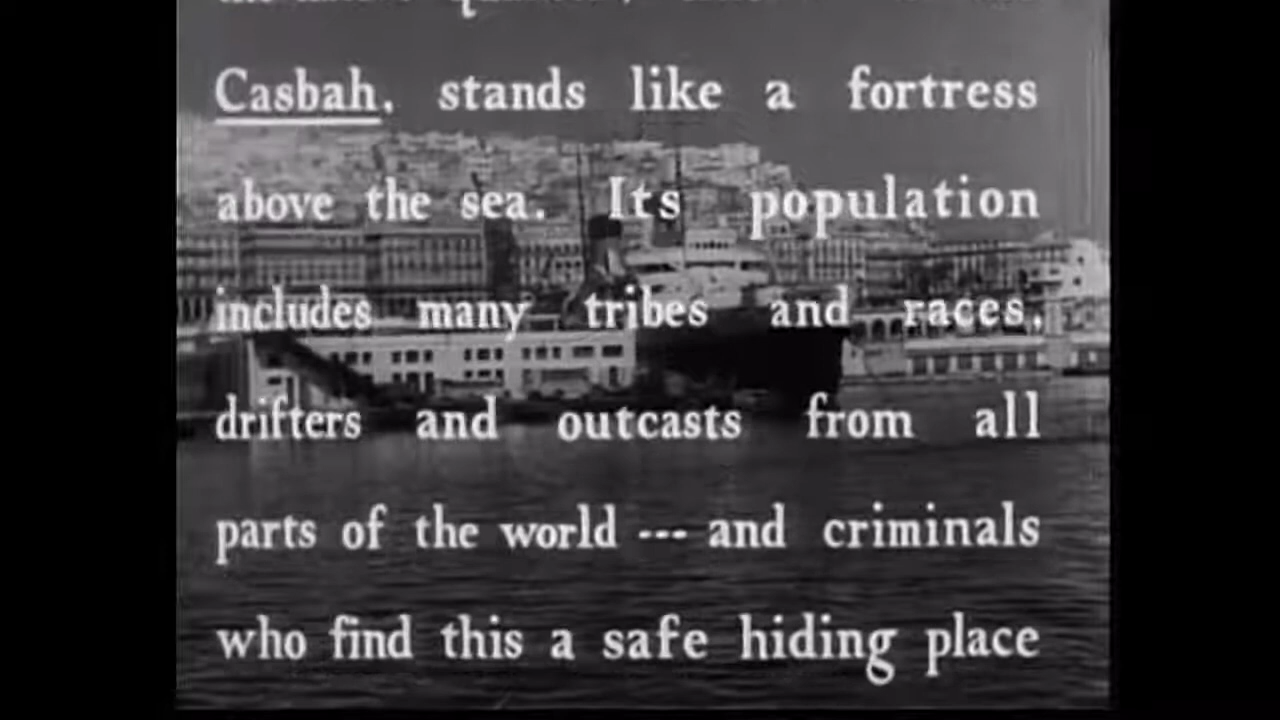 Casbah, stands like a fortress
above the sea. Its population
includes many tribes and races,
drifters and outcasts from all
parts of the world --- and criminals
who find this a safe hiding place